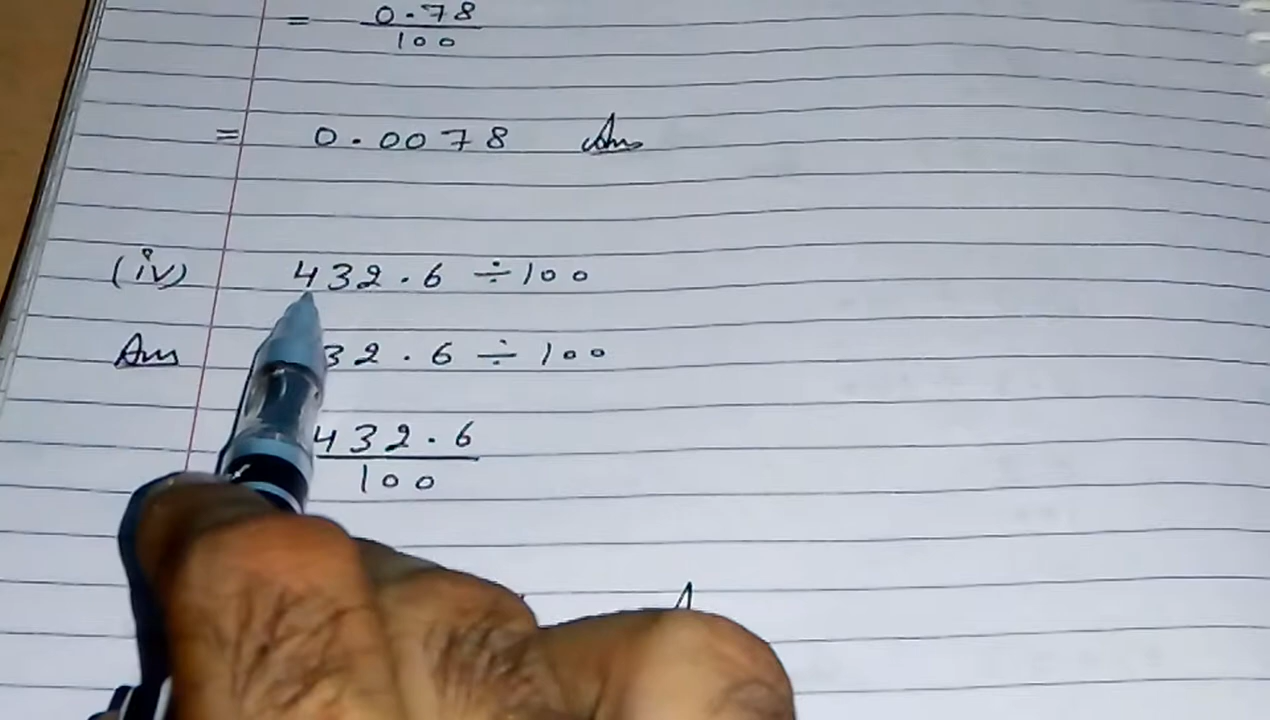 = 0.78
100
= 0.0078 Ans
(iv) 432.6 ÷ 100
Ans 32.6 ÷ 100
432.6
100